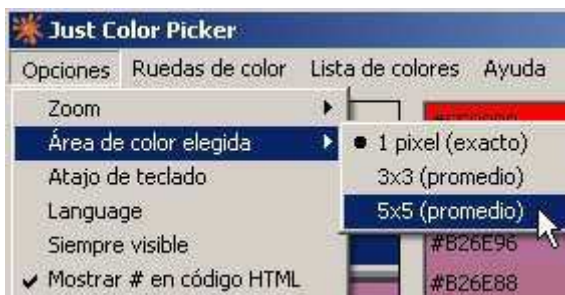 Just Color Picker
Opciones Ruedas de color Lista de colores Ayuda
Zoom
Área de color elegida
1 pixel (exacto)
Atajo de teclado
3x3 (promedio)
Language
5x5 (promedio)
Siempre visible
#B26E96
Mostrar # en código HTML
#B26E88